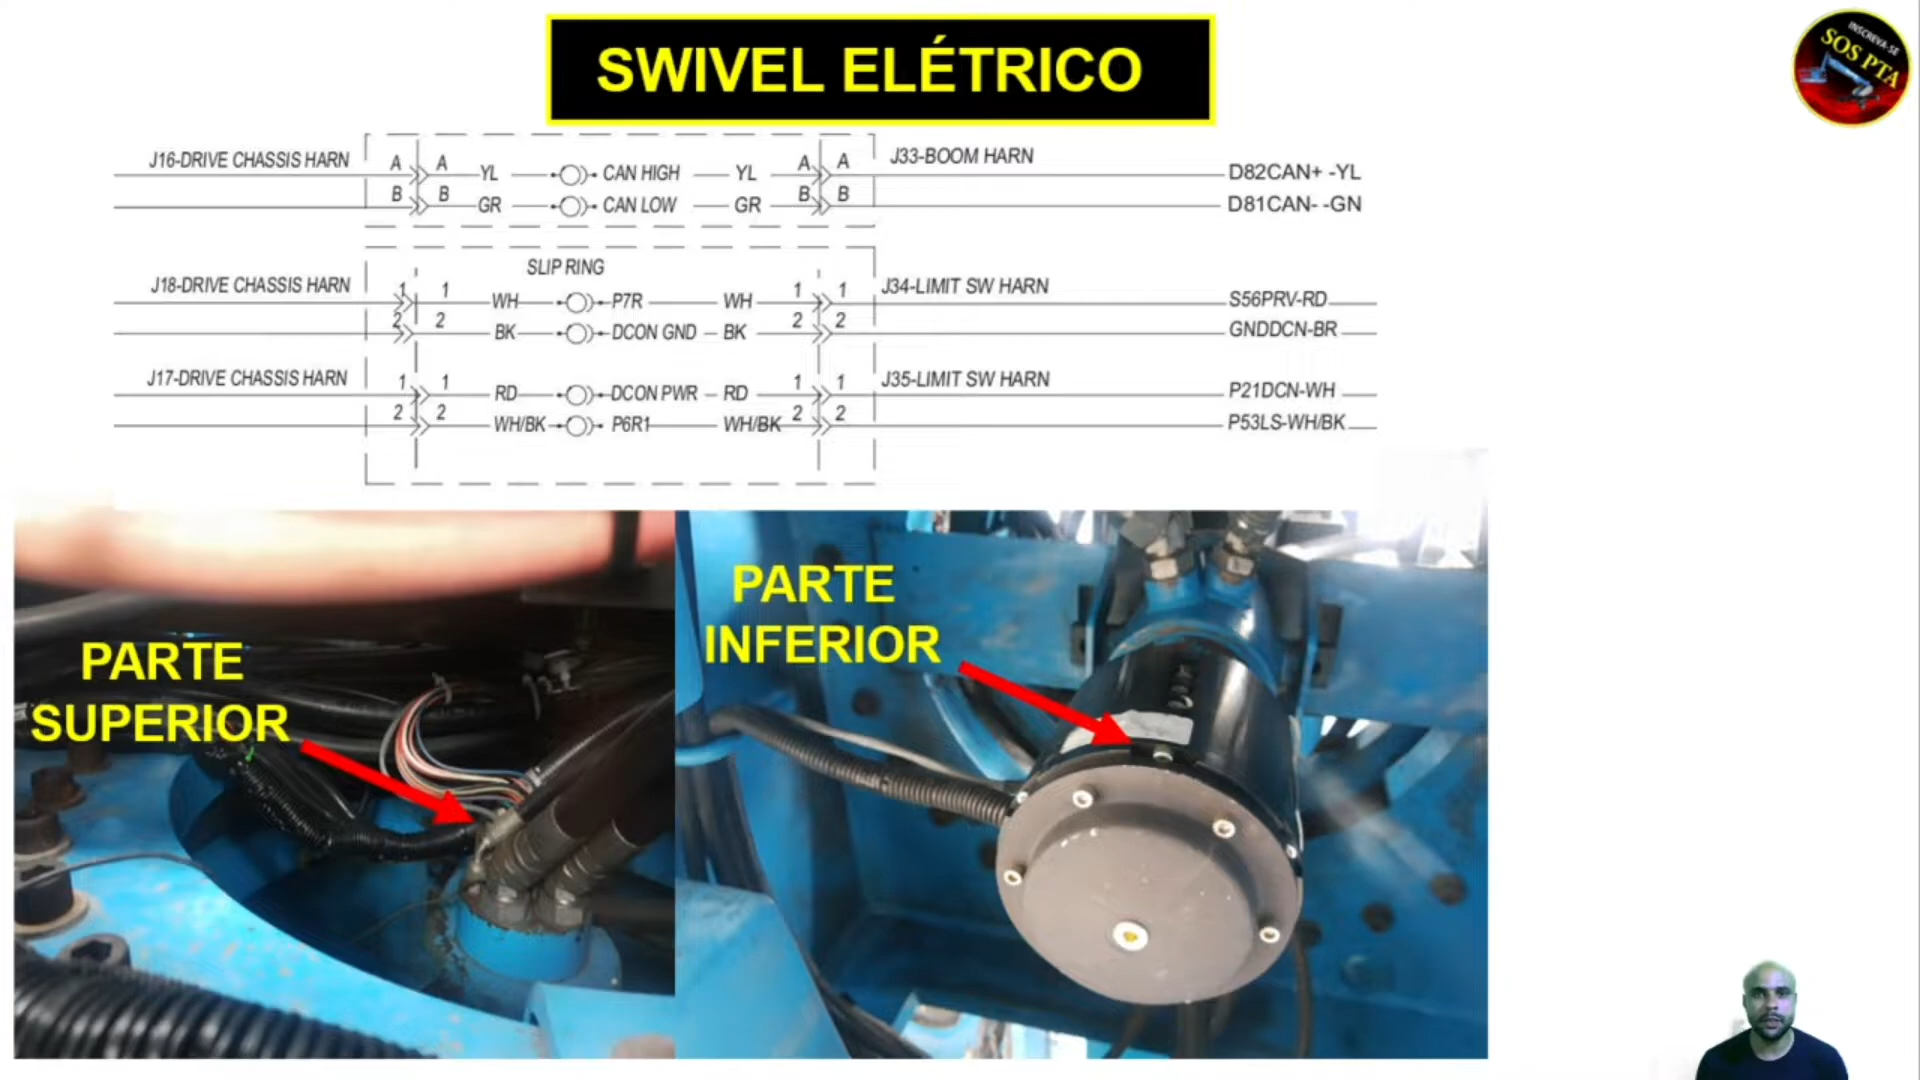 SWIVEL ELÉTRICO
INSCREVA-SE
SOS PTA
J16-DRIVE CHASSIS HARN A A YL CAN HIGH YL A A J33-BOOM HARN D82CAN+ -YL
B B GR CAN LOW GR B B D81CAN- -GN
SLIP RING
J18-DRIVE CHASSIS HARN 1 1 WH P7R WH 1 1 J34-LIMIT SW HARN S56PRV-RD
2 2 BK DCON GND BK 2 2 GNDDCN-BR
J17-DRIVE CHASSIS HARN 1 1 RD DCON PWR RD 1 1 J35-LIMIT SW HARN P21DCN-WH
2 2 WH/BK P6R1 WH/BK 2 2 P53LS-WH/BK
PARTE
SUPERIOR
PARTE
INFERIOR